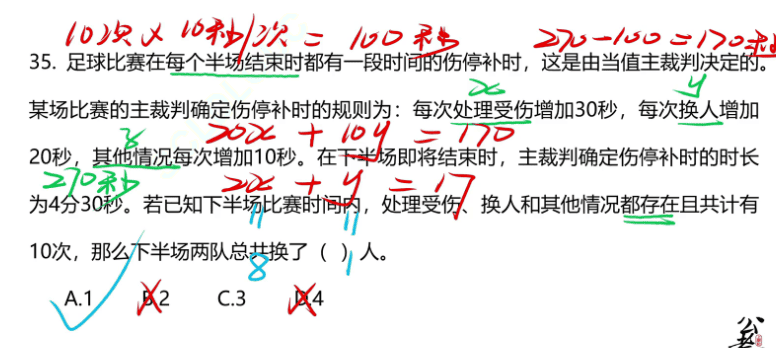 10次×10秒/次=100秒 270-100=170秒
35. 足球比赛在每个半场结束时都有一段时间的伤停补时，这是由当值主裁判决定的。
x y
某场比赛的主裁判确定伤停补时的规则为：每次处理受伤增加30秒，每次换人增加
20x + 10y = 170
20秒，其他情况每次增加10秒。在下半场即将结束时，主裁判确定伤停补时的时长
270秒 2x + y = 17
为4分30秒。若已知下半场比赛时间内，处理受伤、换人和其他情况都存在且共计有
10次，那么下半场两队总共换了（ ）人。
8 1
A.1 B.2 C.3 D.4